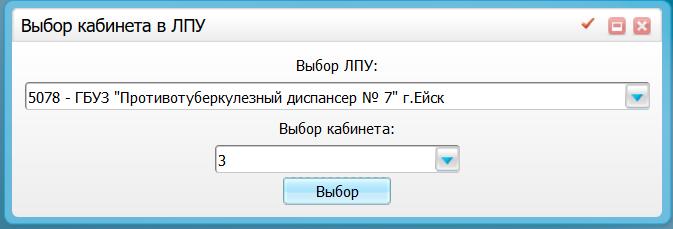 Выбор кабинета в ЛПУ
Выбор ЛПУ:
5078 - ГБУЗ "Противотуберкулезный диспансер № 7" г.Ейск
Выбор кабинета:
3
Выбор